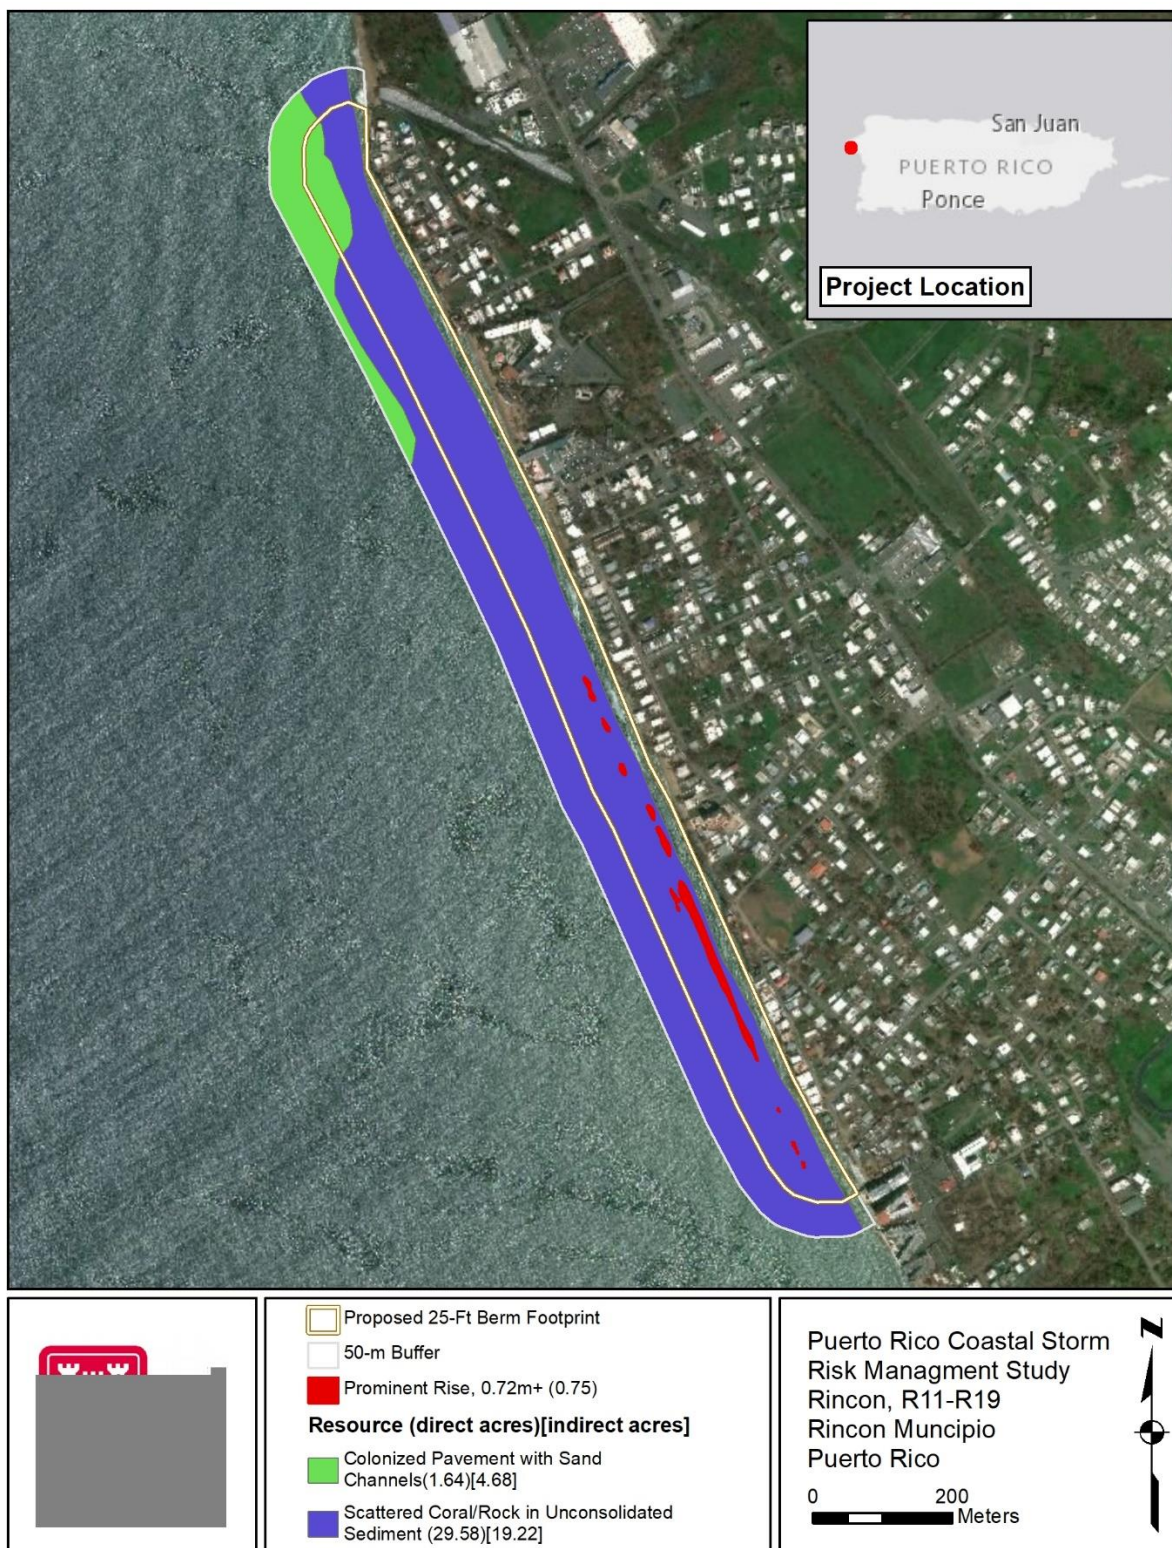 San Juan
PUERTO RICO
Ponce
Project Location
Proposed 25-Ft Berm Footprint
50-m Buffer
Prominent Rise, 0.72m+ (0.75)
Resource (direct acres)[indirect acres]
Colonized Pavement with Sand
Channels(1.64)[4.68]
Scattered Coral/Rock in Unconsolidated
Sediment (29.58)[19.22]
Puerto Rico Coastal Storm
Risk Managment Study
Rincon, R11-R19
Rincon Muncipio
Puerto Rico
0 200
Meters
N